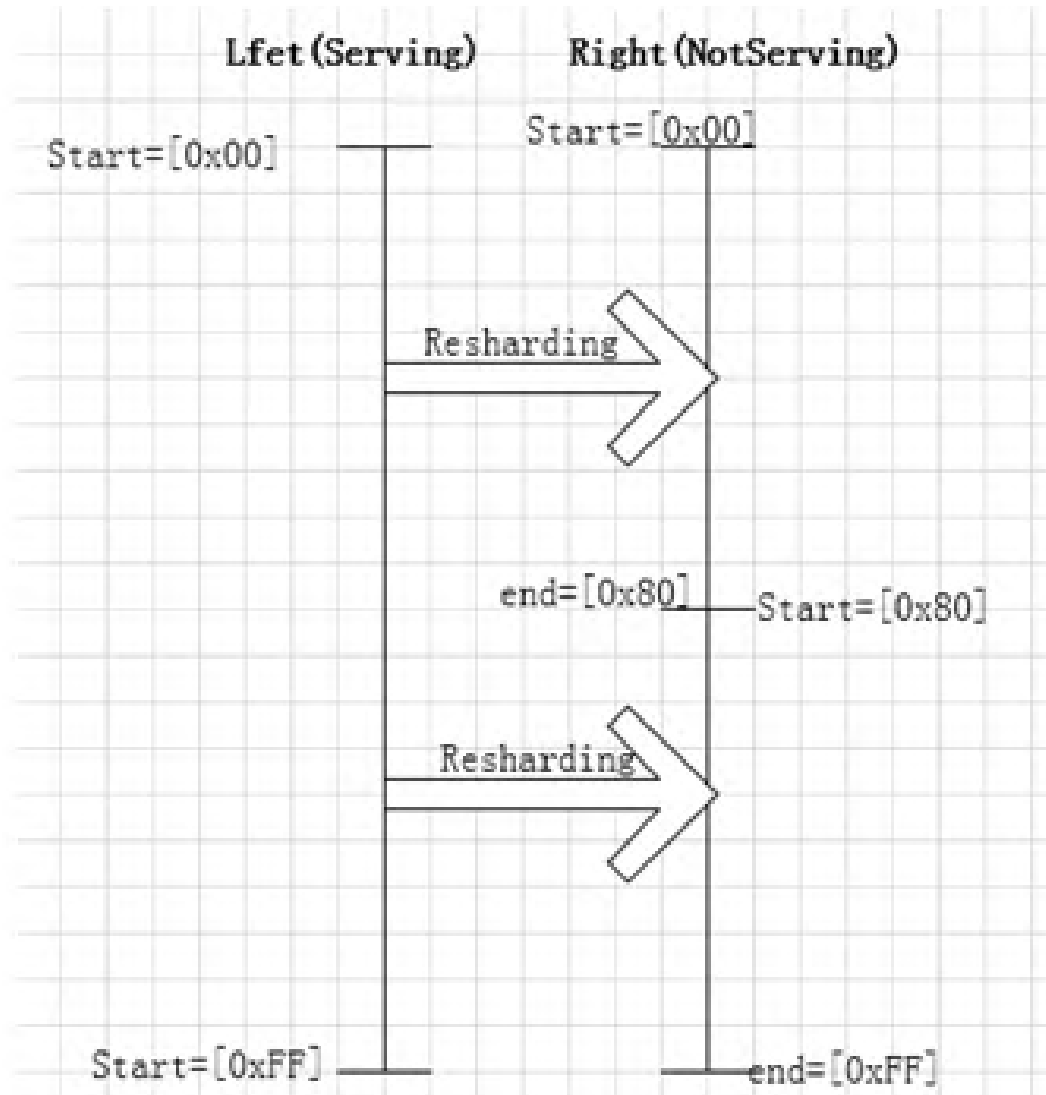 Lfet(Serving)
Right(NotServing)
Start=[0x00]
Start=[0x00]
Resharding
end=[0x80]
Start=[0x80]
Resharding
Start=[0xFF]
end=[0xFF]